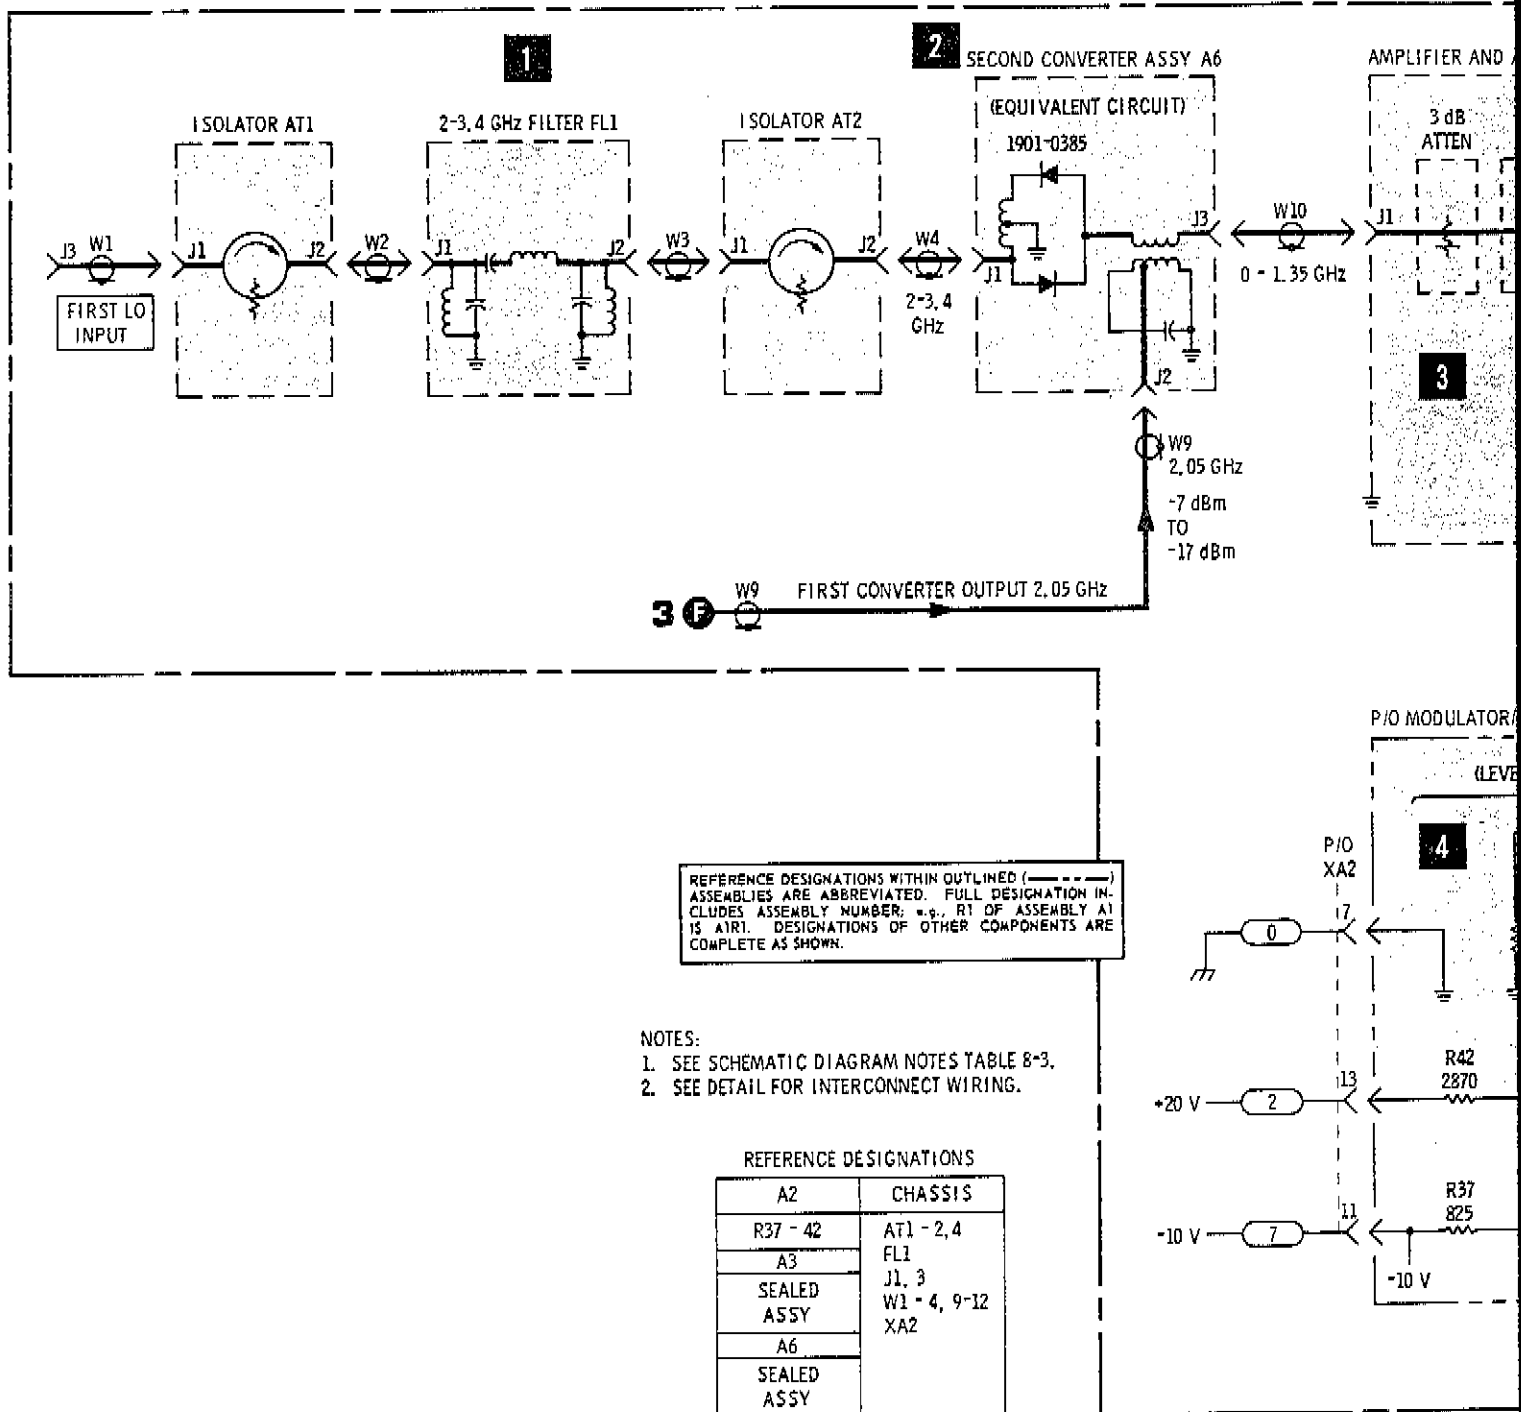 1
2
SECOND CONVERTER ASSY A6
AMPLIFIER AND
ISOLATOR AT1
2-3.4 GHz FILTER FL1
ISOLATOR AT2
(EQUIVALENT CIRCUIT)
1901-0385
3 dB
ATTEN
J3 W1
J1
J2
W2
J1
J2
W3
J1
J2
W4
J1
J3
W10
J1
FIRST LO
INPUT
2-3.4
GHz
0 - 1.35 GHz
J2
3
W9
2.05 GHz
-7 dBm
TO
-17 dBm
3 F
W9
FIRST CONVERTER OUTPUT 2.05 GHz
P/O MODULATOR/
(LEVE
4
P/O
XA2
REFERENCE DESIGNATIONS WITHIN OUTLINED (— - - —)
ASSEMBLIES ARE ABBREVIATED. FULL DESIGNATION IN-
CLUDES ASSEMBLY NUMBER; e.g., R1 OF ASSEMBLY A1
IS A1R1. DESIGNATIONS OF OTHER COMPONENTS ARE
COMPLETE AS SHOWN.
0
7
NOTES:
1. SEE SCHEMATIC DIAGRAM NOTES TABLE 8-3.
2. SEE DETAIL FOR INTERCONNECT WIRING.
R42
2870
+20 V
2
13
REFERENCE DESIGNATIONS
A2
CHASSIS
R37 - 42
AT1 - 2,4
FL1
J1, 3
W1 - 4, 9-12
XA2
A3
SEALED
ASSY
A6
SEALED
ASSY
R37
825
-10 V
7
11
-10 V